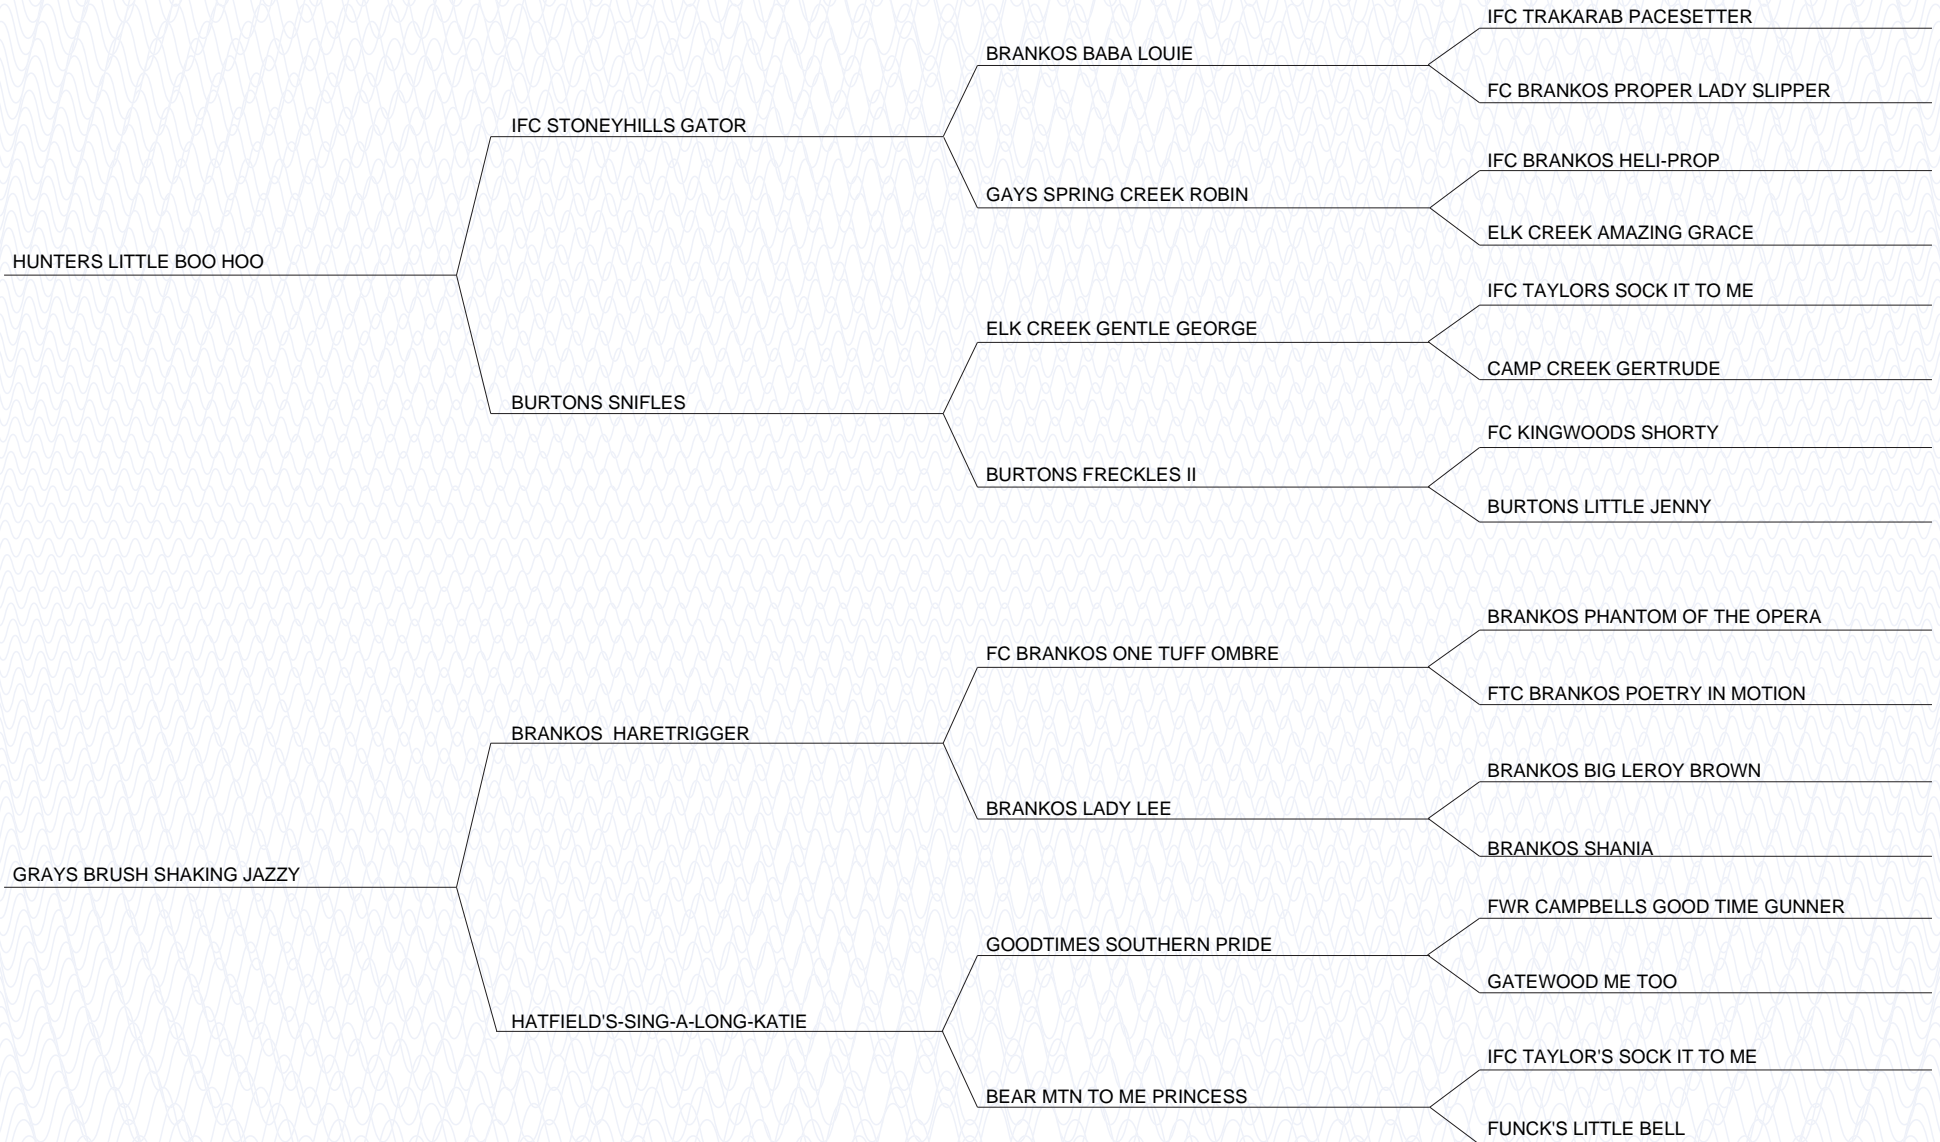 IFC TRAKARAB PACESETTER
BRANKOS BABA LOUIE
FC BRANKOS PROPER LADY SLIPPER
IFC STONEYHILLS GATOR
IFC BRANKOS HELI-PROP
GAYS SPRING CREEK ROBIN
ELK CREEK AMAZING GRACE
HUNTERS LITTLE BOO HOO
IFC TAYLORS SOCK IT TO ME
ELK CREEK GENTLE GEORGE
CAMP CREEK GERTRUDE
BURTONS SNIFLES
FC KINGWOODS SHORTY
BURTONS FRECKLES II
BURTONS LITTLE JENNY
BRANKOS PHANTOM OF THE OPERA
FC BRANKOS ONE TUFF OMBRE
FTC BRANKOS POETRY IN MOTION
BRANKOS  HARETRIGGER
BRANKOS BIG LEROY BROWN
BRANKOS LADY LEE
BRANKOS SHANIA
GRAYS BRUSH SHAKING JAZZY
FWR CAMPBELLS GOOD TIME GUNNER
GOODTIMES SOUTHERN PRIDE
GATEWOOD ME TOO
HATFIELD'S-SING-A-LONG-KATIE
IFC TAYLOR'S SOCK IT TO ME
BEAR MTN TO ME PRINCESS
FUNCK'S LITTLE BELL